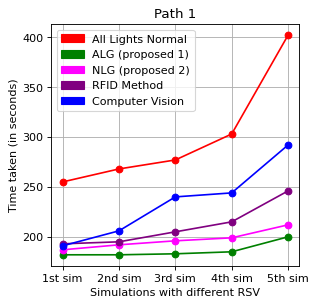 Path 1
400
350
300
250
200
Time taken (in seconds)
All Lights Normal
ALG (proposed 1)
NLG (proposed 2)
RFID Method
Computer Vision
1st sim 2nd sim 3rd sim 4th sim 5th sim
Simulations with different RSV